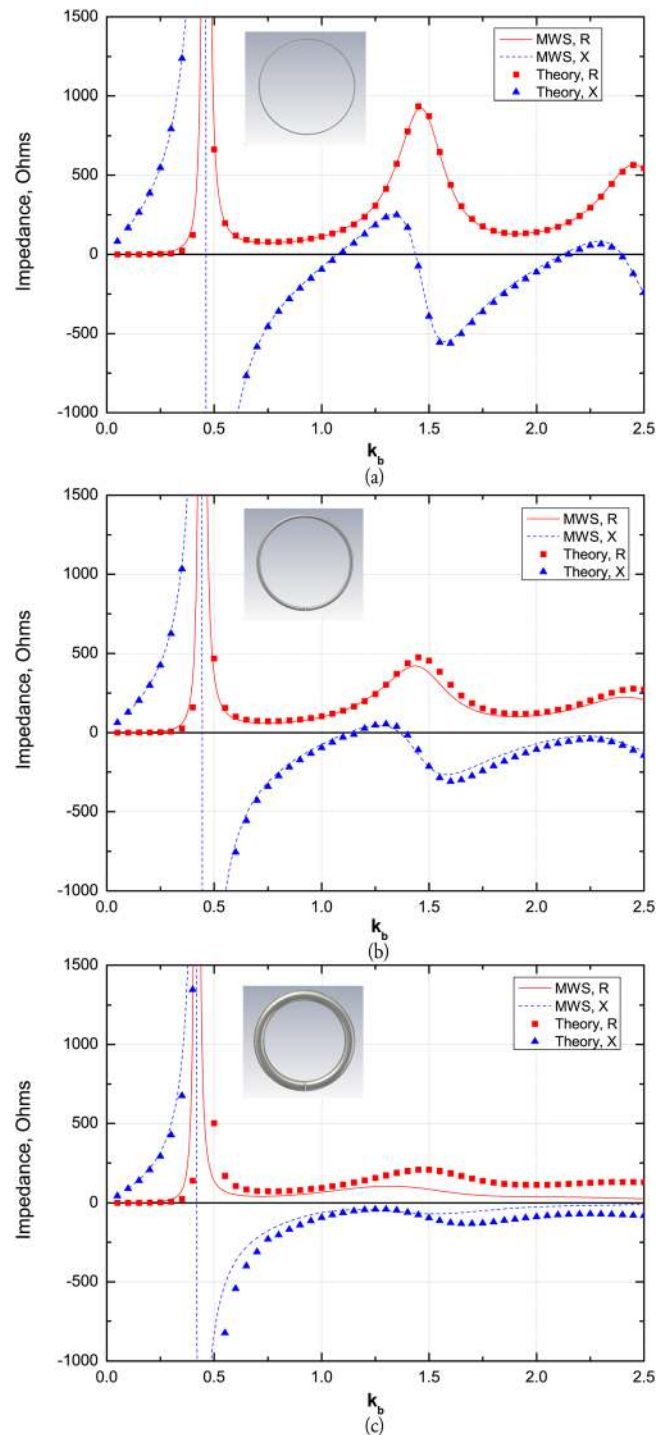 1500
1000
500
0
-500
-1000
Impedance, Ohms
MWS, R
MWS, X
Theory, R
Theory, X
0.0 0.5 1.0 1.5 2.0 2.5
k_b
(a)
1500
1000
500
0
-500
-1000
Impedance, Ohms
MWS, R
MWS, X
Theory, R
Theory, X
0.0 0.5 1.0 1.5 2.0 2.5
k_b
(b)
1500
1000
500
0
-500
-1000
Impedance, Ohms
MWS, R
MWS, X
Theory, R
Theory, X
0.0 0.5 1.0 1.5 2.0 2.5
k_b
(c)